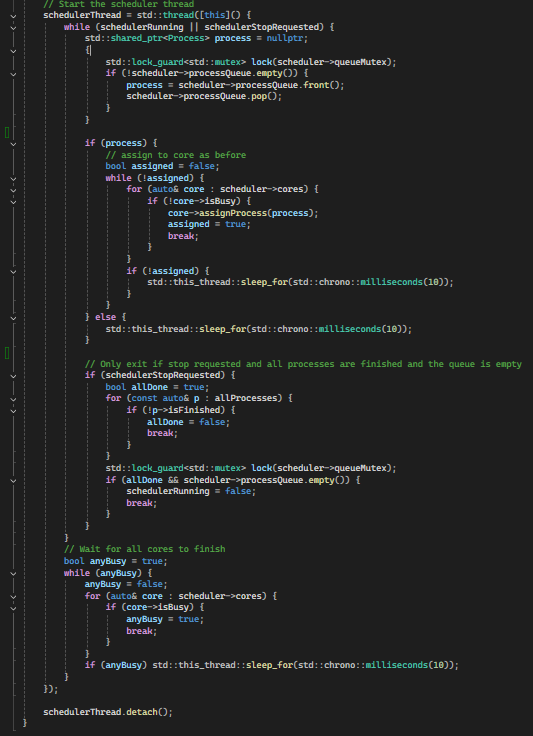 // Start the scheduler thread
schedulerThread = std::thread([this]() {
while (schedulerRunning || schedulerStopRequested) {
std::shared_ptr<Process> process = nullptr;
{
std::lock_guard<std::mutex> lock(scheduler->queueMutex);
if (!scheduler->processQueue.empty()) {
process = scheduler->processQueue.front();
scheduler->processQueue.pop();
}
}
if (process) {
// assign to core as before
bool assigned = false;
while (!assigned) {
for (auto& core : scheduler->cores) {
if (!core->isBusy) {
core->assignProcess(process);
assigned = true;
break;
}
}
if (!assigned) {
std::this_thread::sleep_for(std::chrono::milliseconds(10));
}
}
} else {
std::this_thread::sleep_for(std::chrono::milliseconds(10));
}
// Only exit if stop requested and all processes are finished and the queue is empty
if (schedulerStopRequested) {
bool allDone = true;
for (const auto& p : allProcesses) {
if (!p->isFinished) {
allDone = false;
break;
}
}
std::lock_guard<std::mutex> lock(scheduler->queueMutex);
if (allDone && scheduler->processQueue.empty()) {
schedulerRunning = false;
break;
}
}
}
// Wait for all cores to finish
bool anyBusy = true;
while (anyBusy) {
anyBusy = false;
for (auto& core : scheduler->cores) {
if (core->isBusy) {
anyBusy = true;
break;
}
}
if (anyBusy) std::this_thread::sleep_for(std::chrono::milliseconds(10));
}
});
schedulerThread.detach();
}